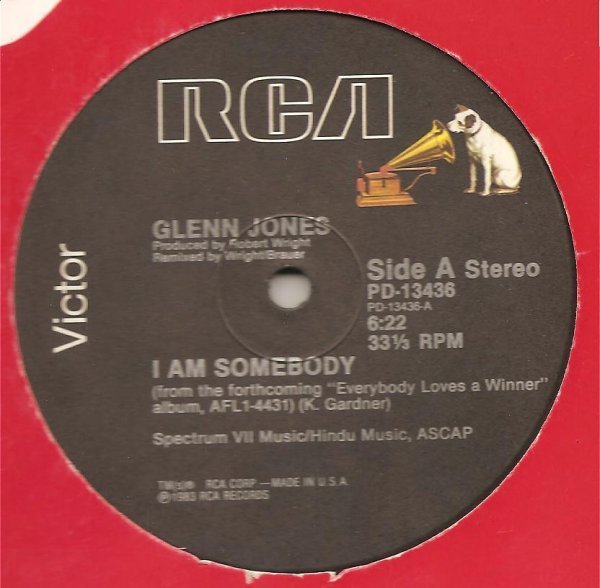 RCA
Victor
GLENN JONES
Produced by Robert Wright
Remixed by Wright/Brauer
Side A Stereo
PD-13436
PD-13436-A
6:22
33⅓ RPM
I AM SOMEBODY
(from the forthcoming "Everybody Loves a Winner"
album, AFL1-4431) (K. Gardner)
Spectrum VII Music/Hindu Music, ASCAP
TM(s)® RCA CORP —MADE IN U.S.A.
℗1983 RCA RECORDS